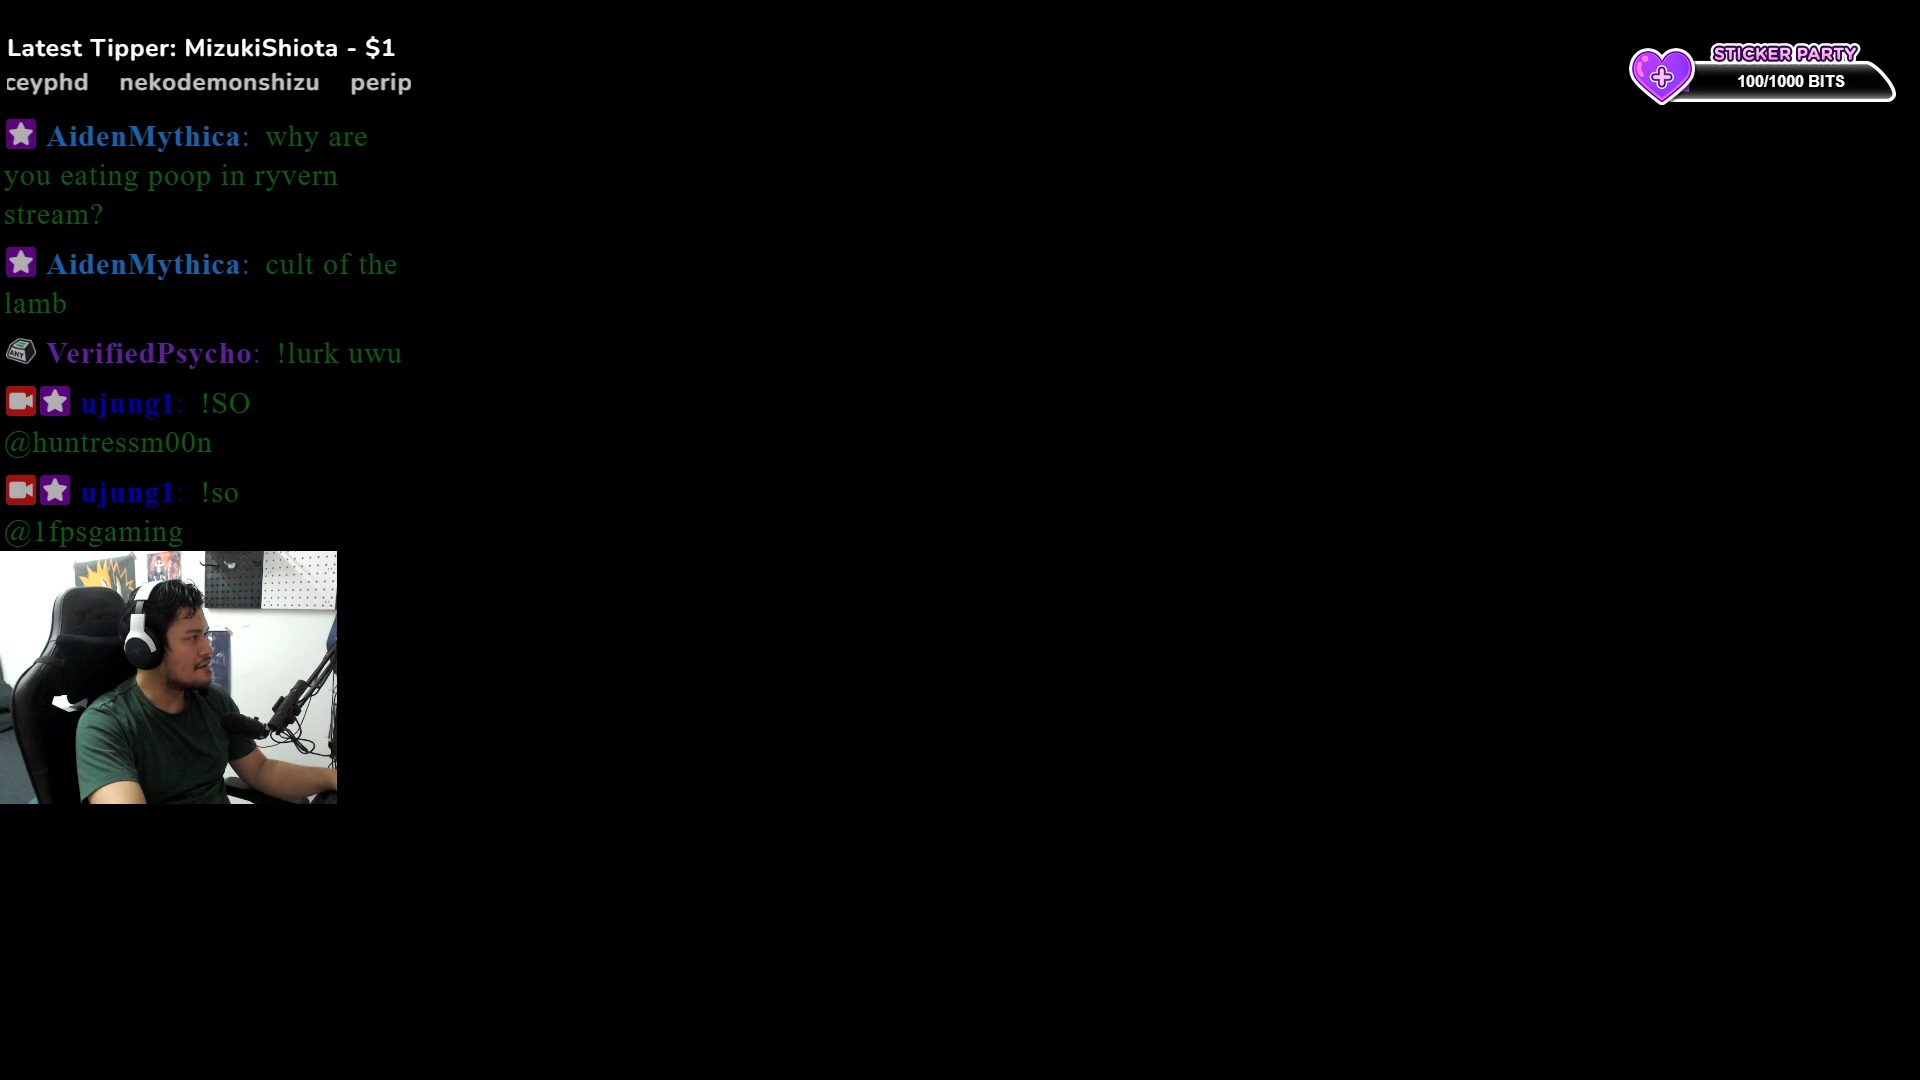 Latest Tipper: MizukiShiota - $1
ceyphd nekodemonshizu perip
STICKER PARTY
100/1000 BITS
AidenMythica: why are
you eating poop in ryvern
stream?
AidenMythica: cult of the
lamb
ANY VerifiedPsycho: !lurk uwu
ujung1: !SO
@huntressm00n
ujung1: !so
@1fpsgaming